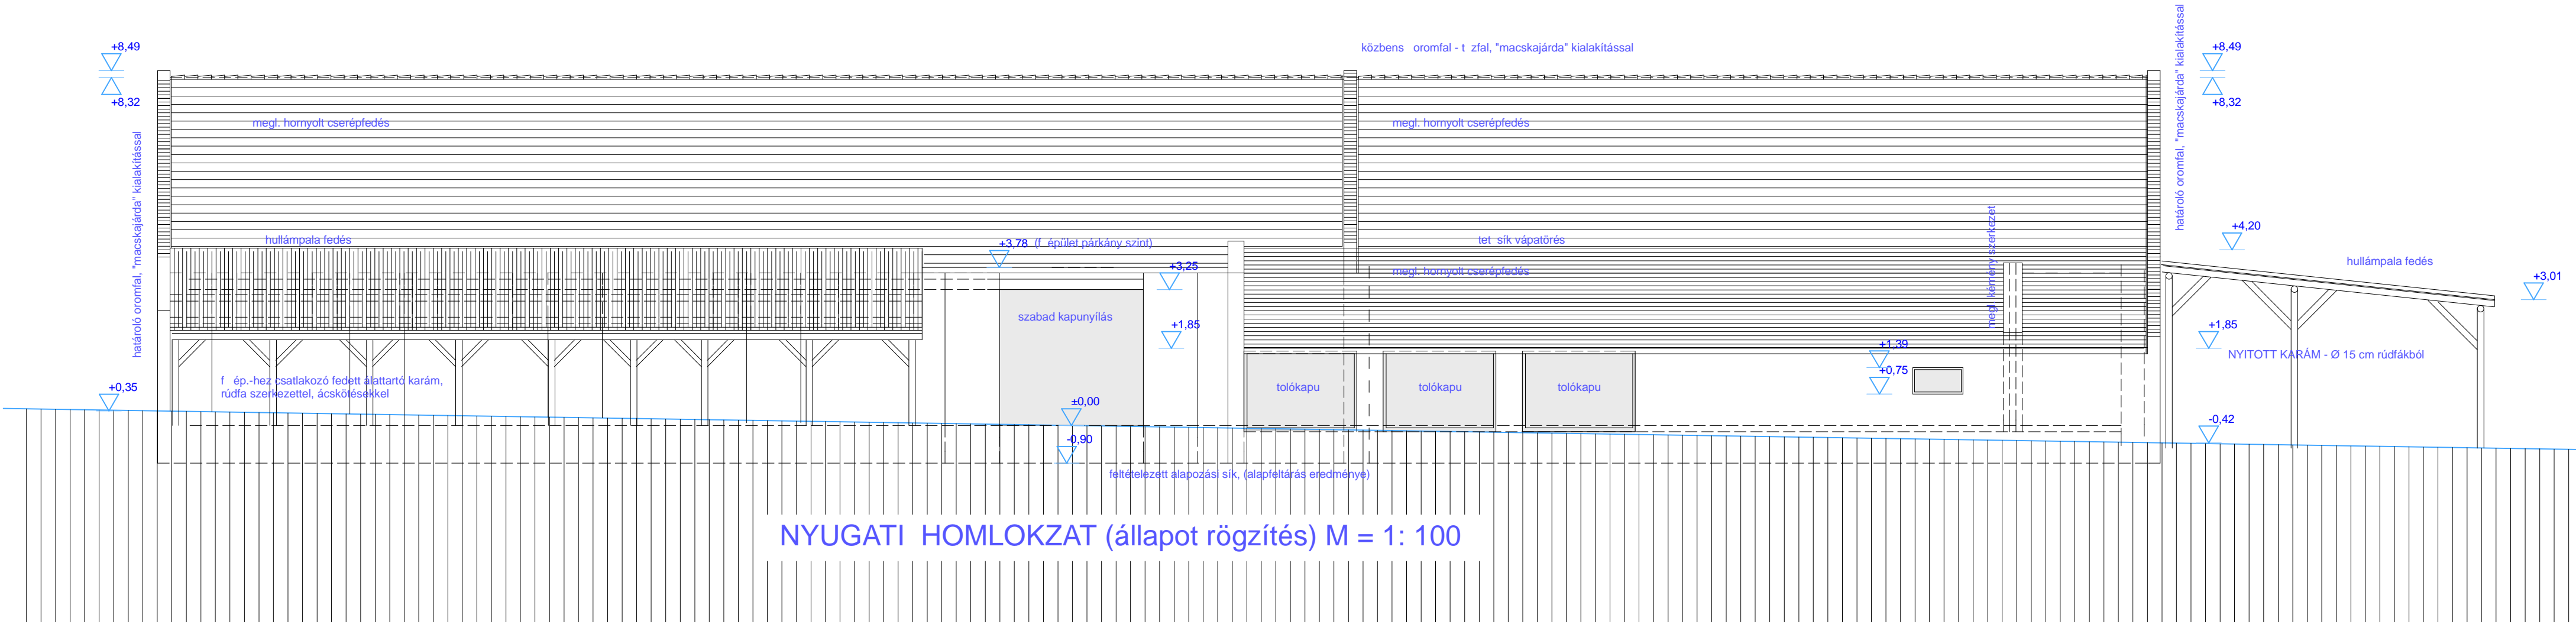 közbens oromfal - t zfal, "macskajárda" kialakítással
+8,49
+8,32
határoló oromfal, "macskajárda" kialakítással
megl. hornyolt cserépfedés
megl. hornyolt cserépfedés
+8,49
+8,32
határoló oromfal, "macskajárda" kialakítással
hullámpala fedés
+3,78 (f épület párkány szint)
+3,25
tet sík vápatörés
megl. hornyolt cserépfedés
megl. kémény szerkezet
+4,20
hullámpala fedés
+3,01
szabad kapunyílás
+1,85
+1,39
+0,75
+1,85
NYITOTT KARÁM - Ø 15 cm rúdfákból
+0,35
f ép.-hez csatlakozó fedett álattartó karám,
rúdfa szerkezettel, ácskötésekkel
tolókapu
tolókapu
tolókapu
±0,00
-0,90
-0,42
feltételezett alapozási sík, (alapfeltárás eredménye)
NYUGATI HOMLOKZAT (állapot rögzítés) M = 1: 100